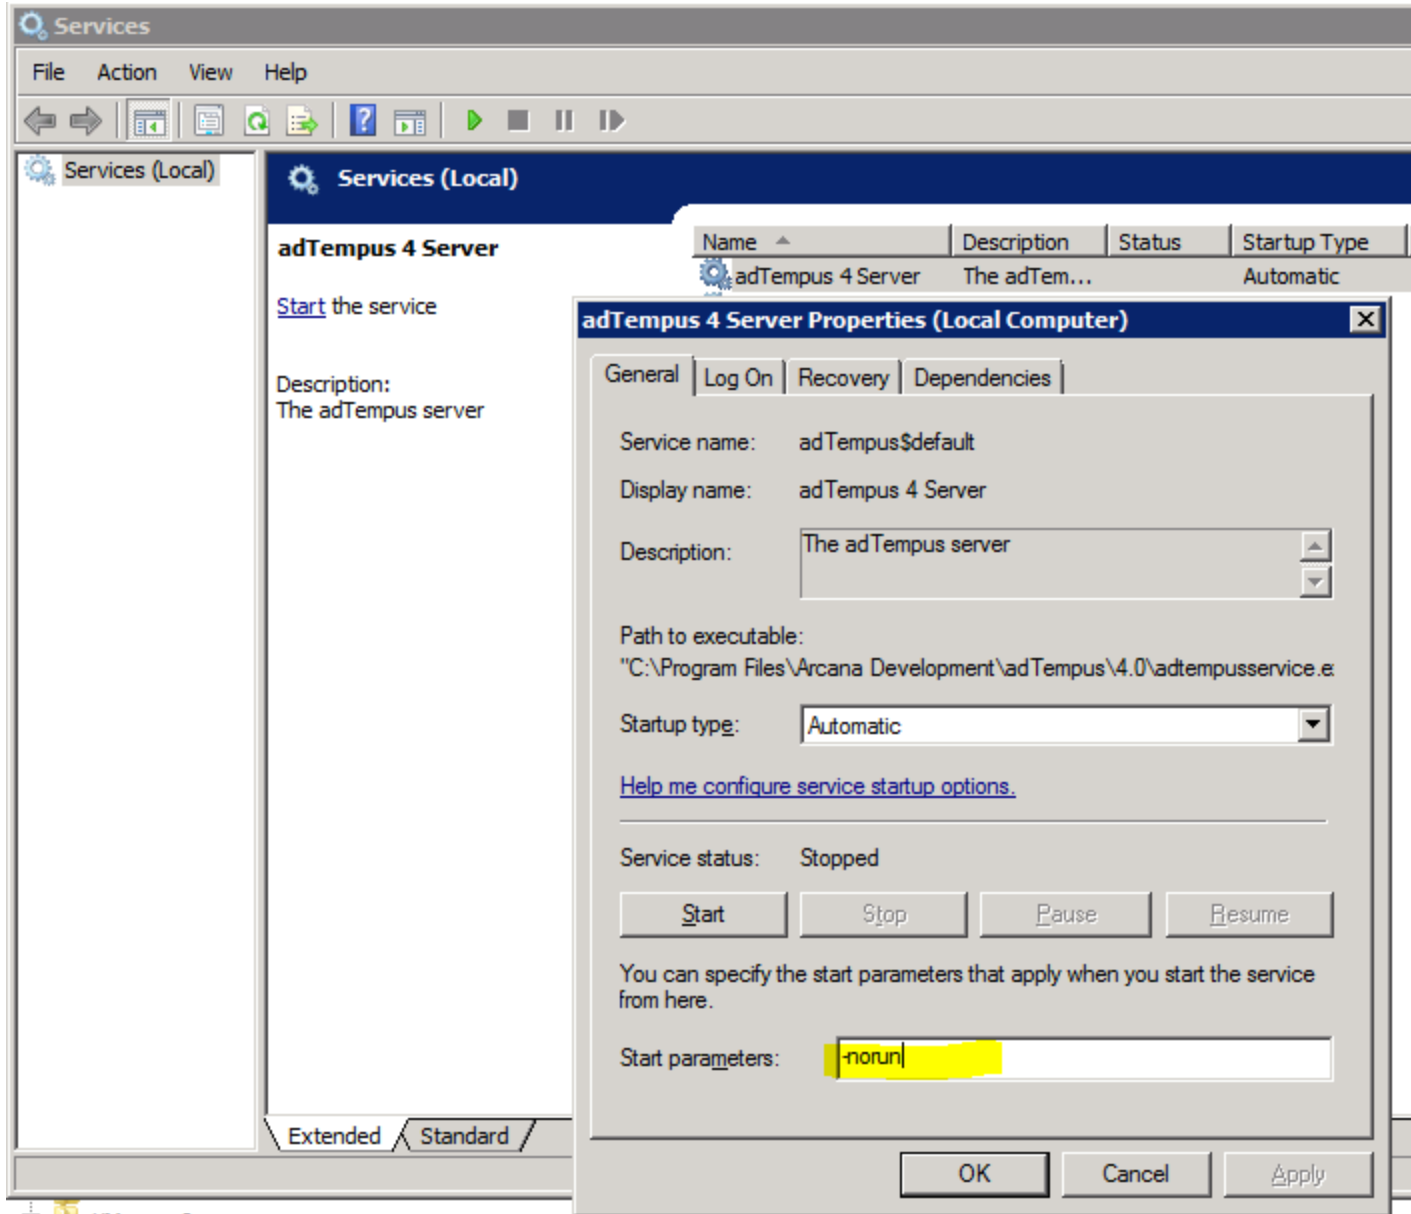 Services
File Action View Help
Services (Local)
Services (Local)
adTempus 4 Server
Start the service
Description:
The adTempus server
Name Description Status Startup Type
adTempus 4 Server The adTem... Automatic
adTempus 4 Server Properties (Local Computer)
General Log On Recovery Dependencies
Service name: adTempus$default
Display name: adTempus 4 Server
Description: The adTempus server
Path to executable:
"C:\Program Files\Arcana Development\adTempus\4.0\adtempusservice.e
Startup type: Automatic
Help me configure service startup options.
Service status: Stopped
Start Stop Pause Resume
You can specify the start parameters that apply when you start the service
from here.
Start parameters: -norun
Extended Standard
OK Cancel Apply